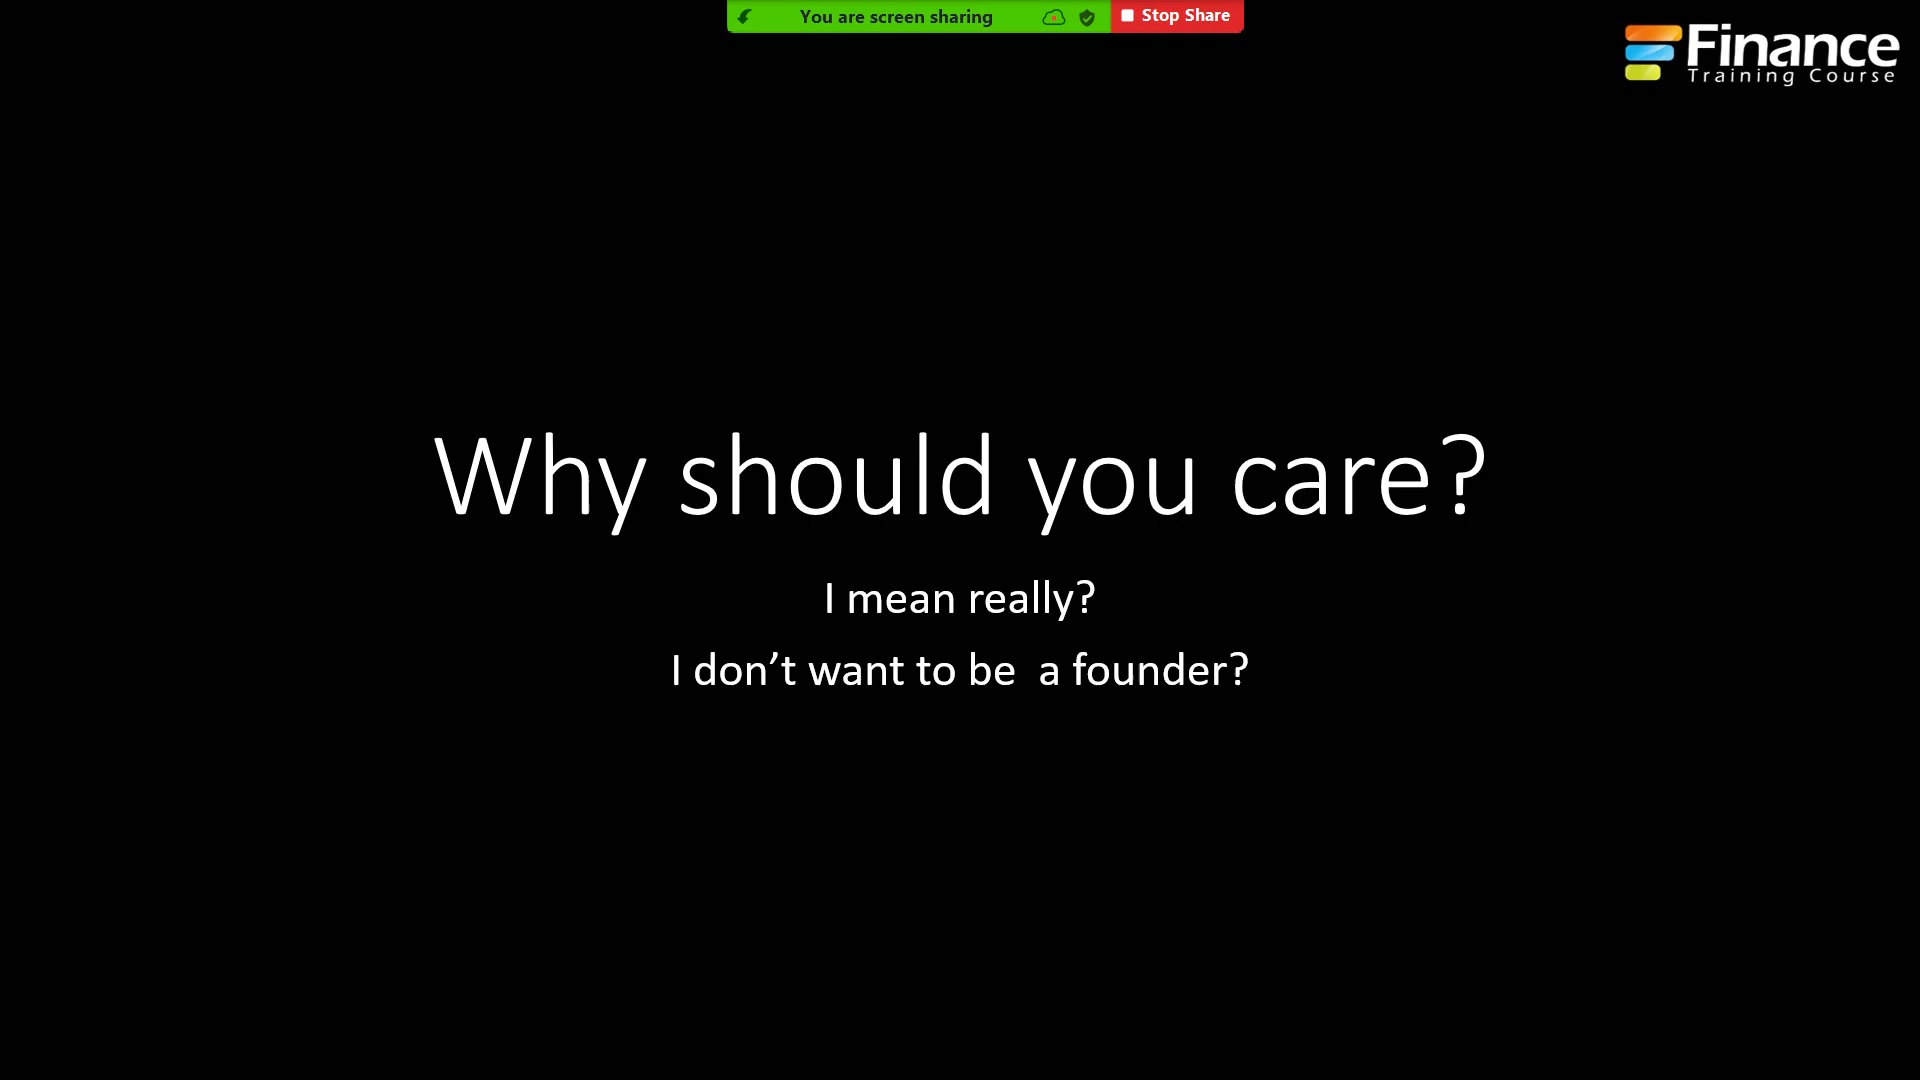 You are screen sharing
Stop Share
Finance
Training Course
Why should you care?
I mean really?
I don’t want to be  a founder?